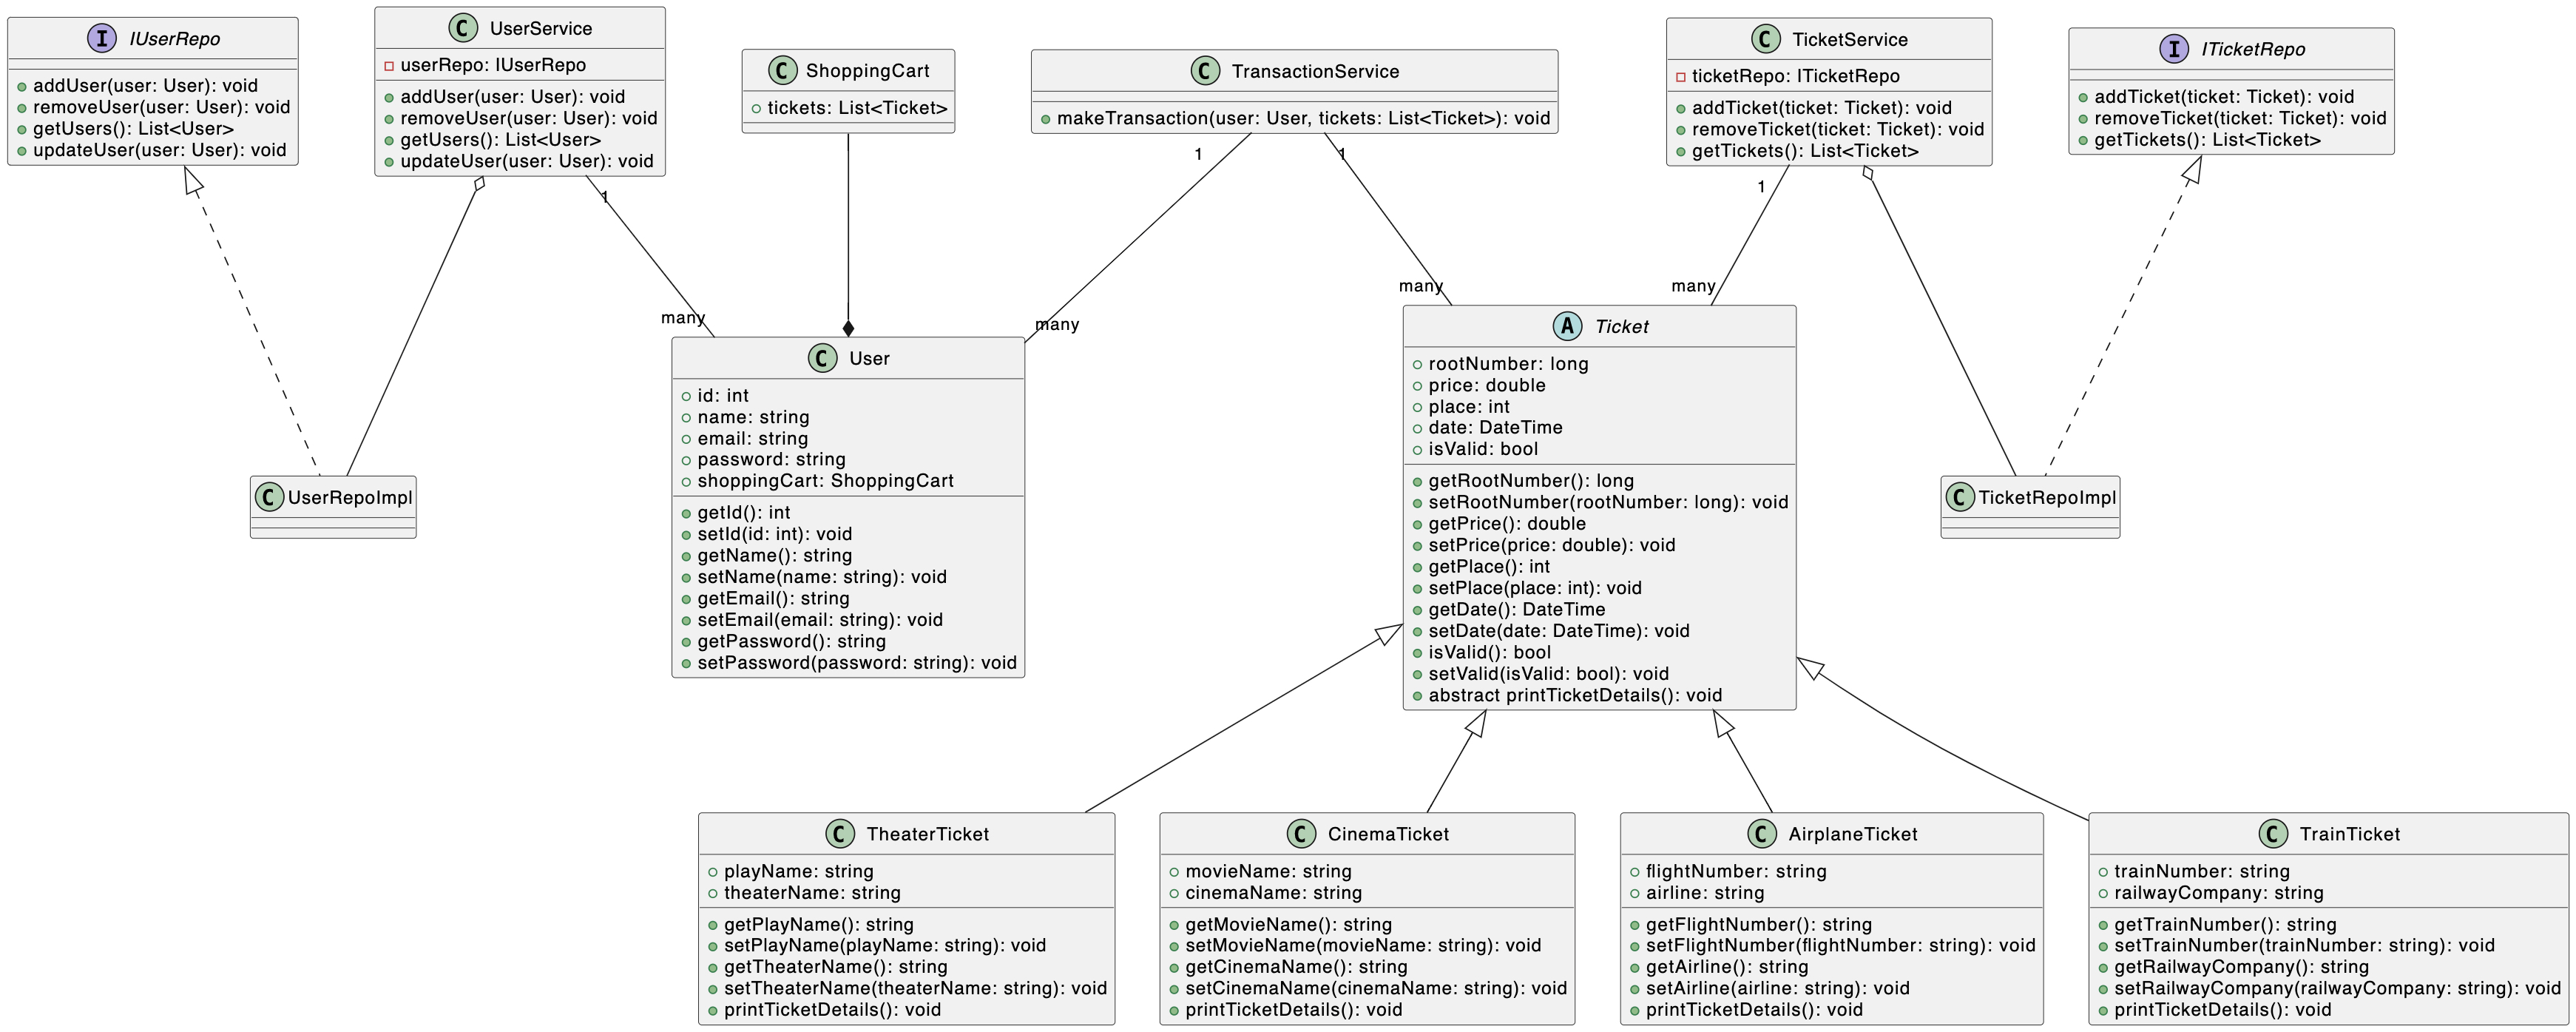 I IUserRepo
addUser(user: User): void
removeUser(user: User): void
getUsers(): List<User>
updateUser(user: User): void
C UserService
userRepo: IUserRepo
addUser(user: User): void
removeUser(user: User): void
getUsers(): List<User>
updateUser(user: User): void
C ShoppingCart
tickets: List<Ticket>
C TransactionService
makeTransaction(user: User, tickets: List<Ticket>): void
C TicketService
ticketRepo: ITicketRepo
addTicket(ticket: Ticket): void
removeTicket(ticket: Ticket): void
getTickets(): List<Ticket>
I ITicketRepo
addTicket(ticket: Ticket): void
removeTicket(ticket: Ticket): void
getTickets(): List<Ticket>
1
1
1
1
many
many
many
many
C UserRepoImpl
C User
id: int
name: string
email: string
password: string
shoppingCart: ShoppingCart
getId(): int
setId(id: int): void
getName(): string
setName(name: string): void
getEmail(): string
setEmail(email: string): void
getPassword(): string
setPassword(password: string): void
A Ticket
rootNumber: long
price: double
place: int
date: DateTime
isValid: bool
getRootNumber(): long
setRootNumber(rootNumber: long): void
getPrice(): double
setPrice(price: double): void
getPlace(): int
setPlace(place: int): void
getDate(): DateTime
setDate(date: DateTime): void
isValid(): bool
setValid(isValid: bool): void
abstract printTicketDetails(): void
C TicketRepoImpl
C TheaterTicket
playName: string
theaterName: string
getPlayName(): string
setPlayName(playName: string): void
getTheaterName(): string
setTheaterName(theaterName: string): void
printTicketDetails(): void
C CinemaTicket
movieName: string
cinemaName: string
getMovieName(): string
setMovieName(movieName: string): void
getCinemaName(): string
setCinemaName(cinemaName: string): void
printTicketDetails(): void
C AirplaneTicket
flightNumber: string
airline: string
getFlightNumber(): string
setFlightNumber(flightNumber: string): void
getAirline(): string
setAirline(airline: string): void
printTicketDetails(): void
C TrainTicket
trainNumber: string
railwayCompany: string
getTrainNumber(): string
setTrainNumber(trainNumber: string): void
getRailwayCompany(): string
setRailwayCompany(railwayCompany: string): void
printTicketDetails(): void